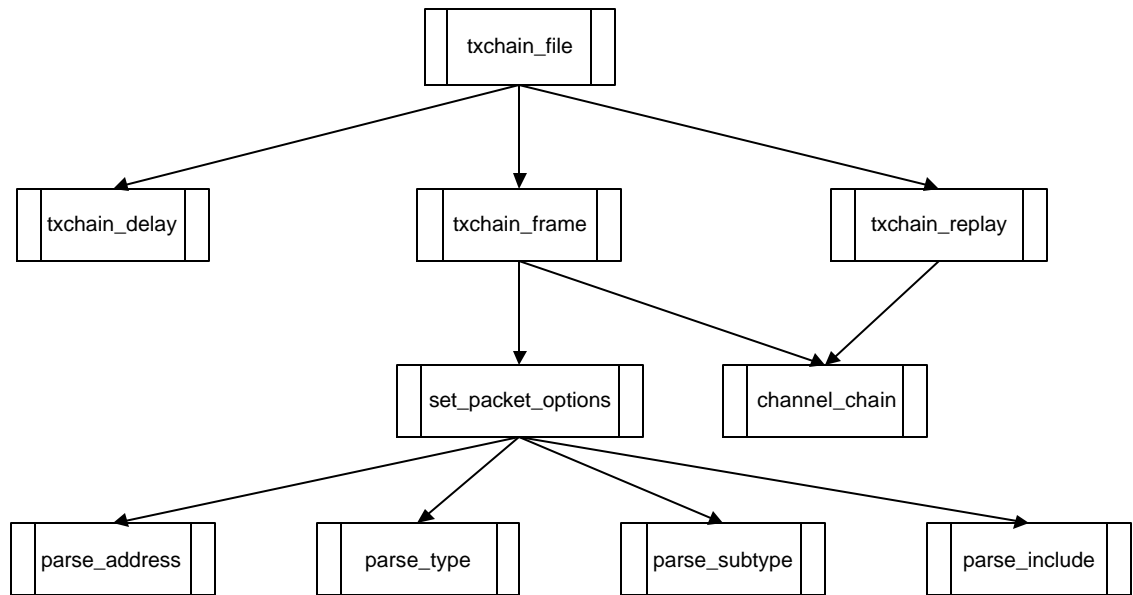 txchain_file
txchain_delay
txchain_frame
txchain_replay
set_packet_options
channel_chain
parse_address
parse_type
parse_subtype
parse_include